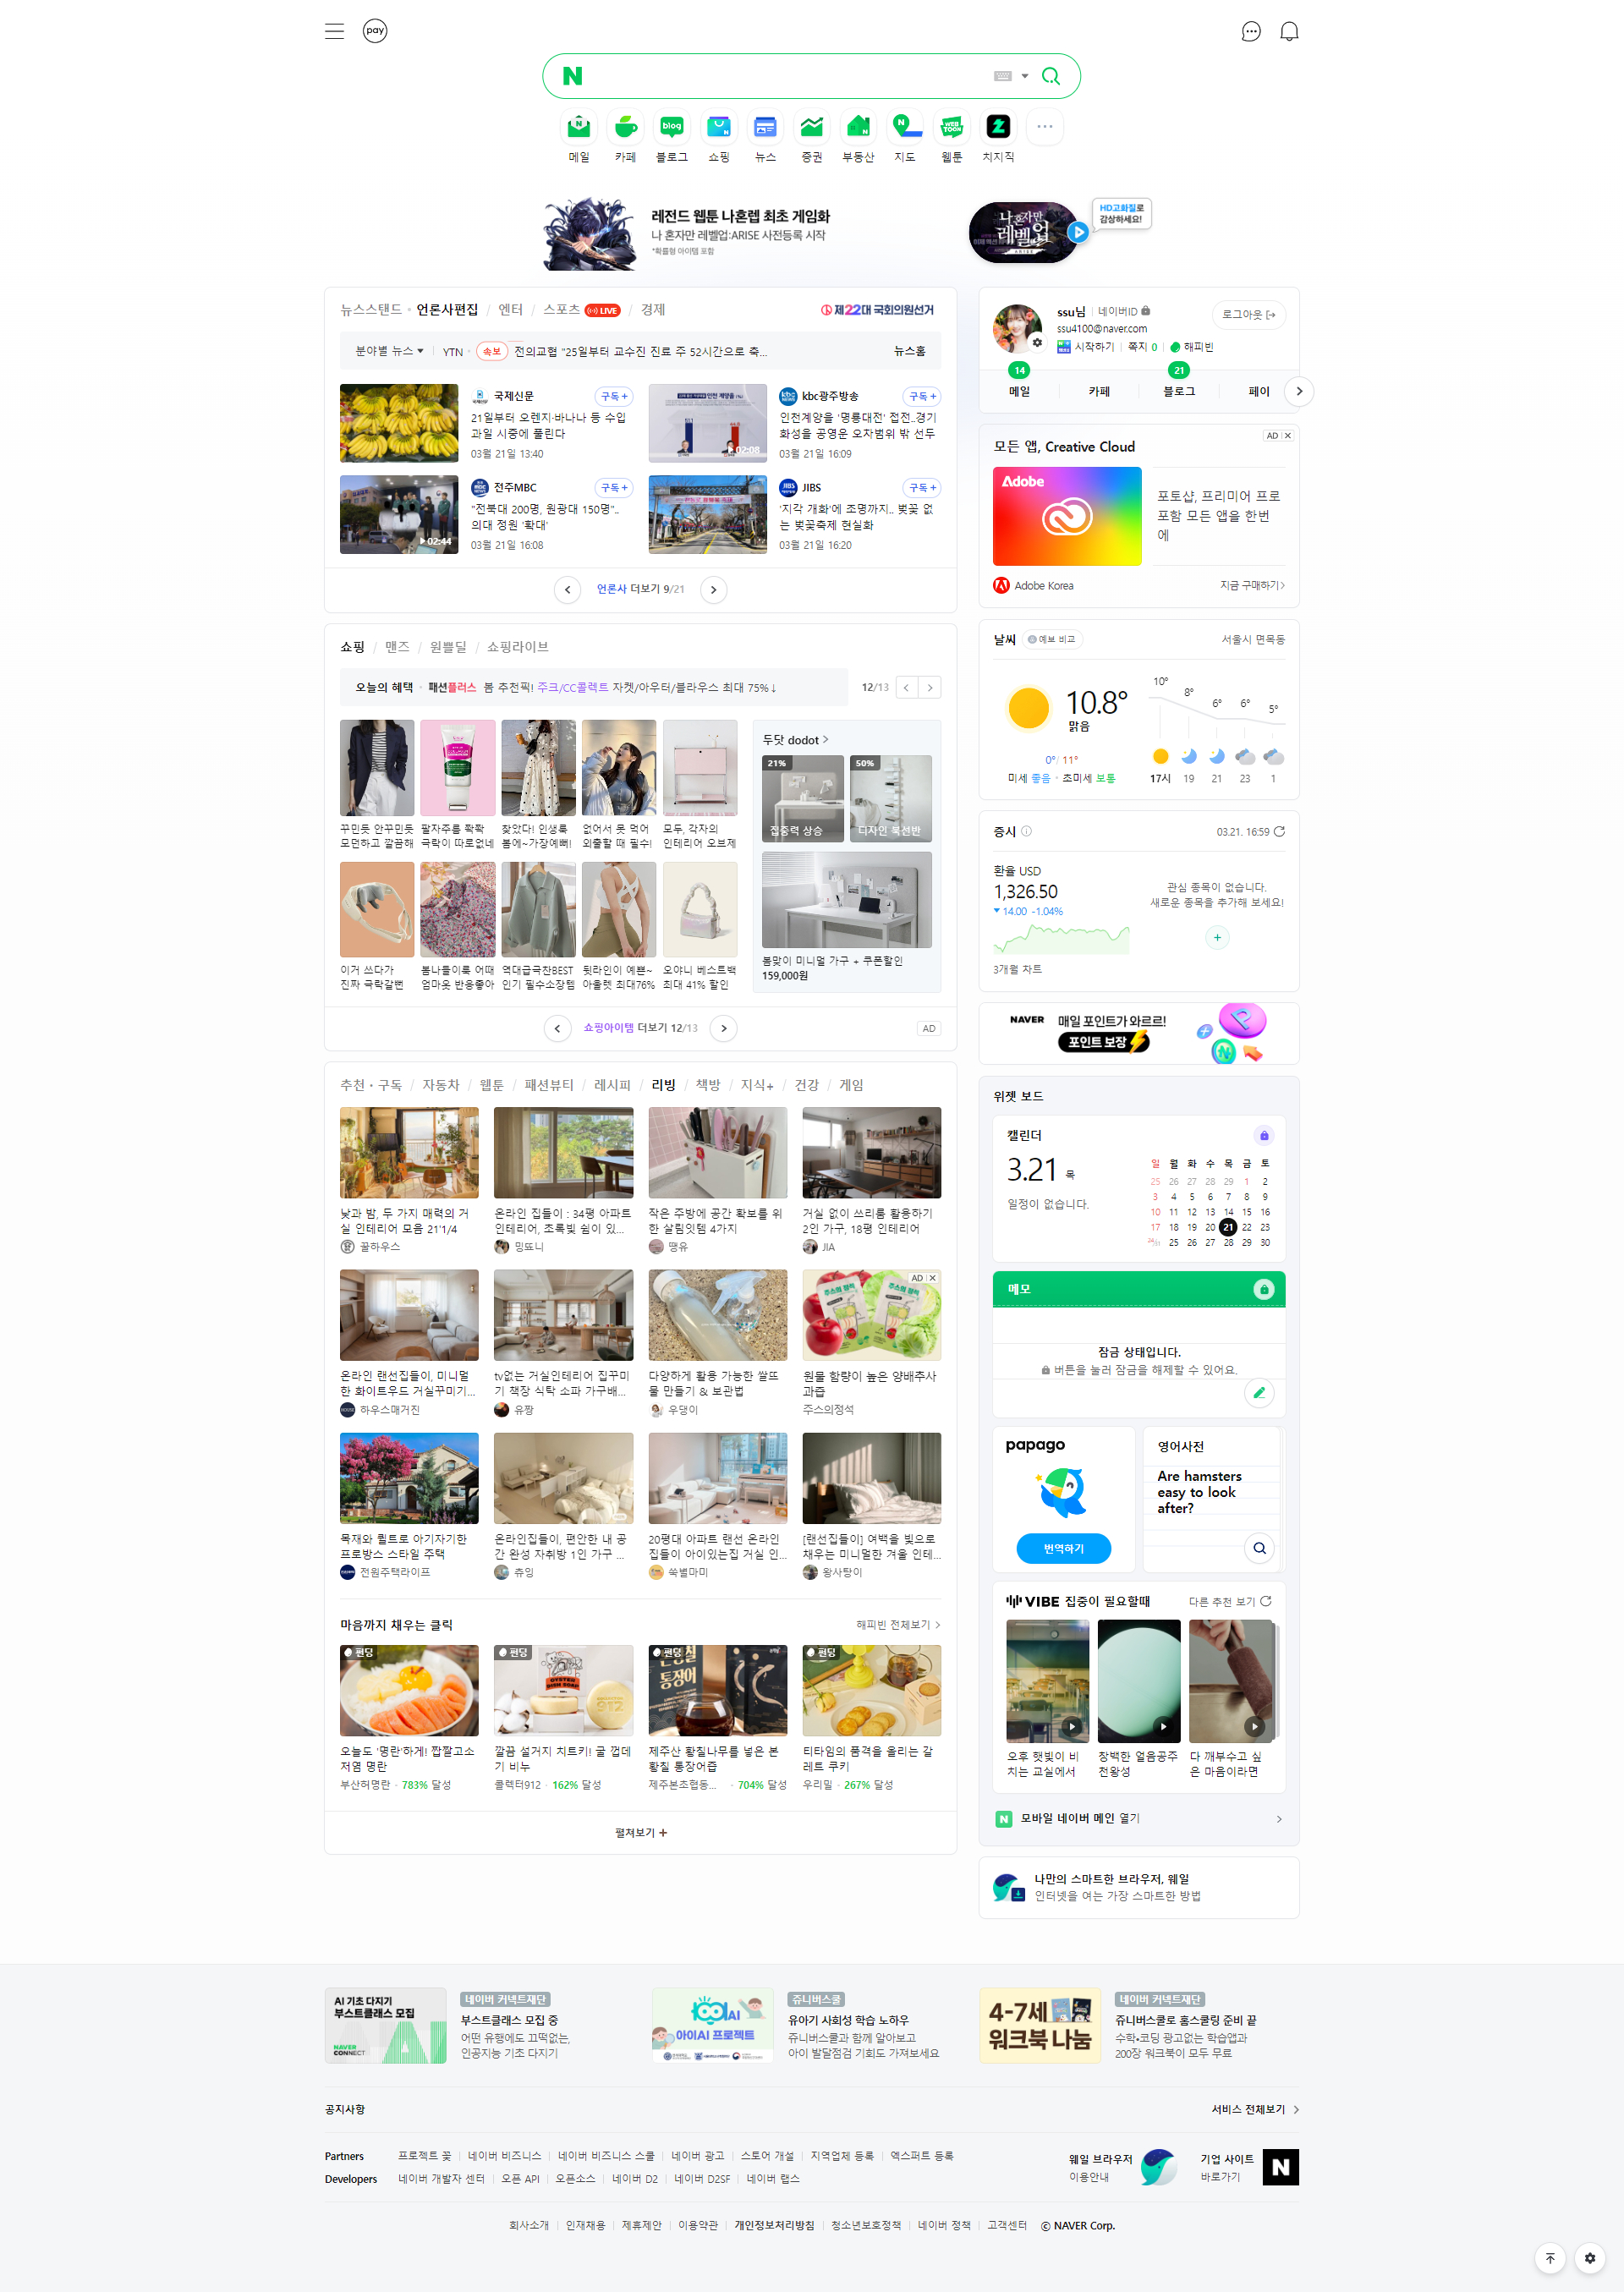 pay
N
메일 카페 블로그 쇼핑 뉴스 증권 부동산 지도 웹툰 치지직
레전드 웹툰 나혼렙 최초 게임화
나 혼자만 레벨업:ARISE 사전등록 시작
*확률형 아이템 포함
나 혼자만 레벨업
HD고화질로
감상하세요!
뉴스스탠드 · 언론사편집 / 엔터 / 스포츠 LIVE / 경제
제22대 국회의원선거
분야별 뉴스 YTN 속보 전의교협 "25일부터 교수진 진료 주 52시간으로 축...
뉴스홈
국제신문
구독 +
21일부터 오렌지·바나나 등 수입
과일 시중에 풀린다
03월 21일 13:40
02:08
kbc광주방송
구독 +
인천계양을 '명룡대전' 접전..경기
화성을 공영운 오차범위 밖 선두
03월 21일 16:09
02:44
전주MBC
구독 +
"전북대 200명, 원광대 150명"..
의대 정원 '확대'
03월 21일 16:08
JIBS
구독 +
'지각 개화'에 조명까지.. 벚꽃 없
는 벚꽃축제 현실화
03월 21일 16:20
언론사 더보기 9/21
쇼핑 / 맨즈 / 원쁠딜 / 쇼핑라이브
오늘의 혜택 · 패션플러스 봄 추천픽! 주크/CC콜렉트 자켓/아우터/블라우스 최대 75%↓
12/13
꾸민듯 안꾸민듯
모던하고 깔끔해
팔자주름 쫙쫙
극락이 따로없네
찾았다! 인생룩
봄에~가장예뻐!
없어서 못 먹어
외출할 때 필수!
모두, 각자의
인테리어 오브제
이거 쓰다가
진짜 극락갈뻔
봄나들이룩 어때
엄마옷 반응좋아
역대급극찬BEST
인기 필수소장템
뒷라인이 예쁜~
아울렛 최대76%
오야니 베스트백
최대 41% 할인
두닷 dodot
21%
집중력 상승
50%
디자인 북선반
봄맞이 미니멀 가구 + 쿠폰할인
159,000원
쇼핑아이템 더보기 12/13
AD
추천·구독 / 자동차 / 웹툰 / 패션뷰티 / 레시피 / 리빙 / 책방 / 지식+ / 건강 / 게임
낮과 밤, 두 가지 매력의 거
실 인테리어 모음 21'1/4
꿀하우스
온라인 집들이 : 34평 아파트
인테리어, 초록빛 쉼이 있...
밍뜨니
작은 주방에 공간 확보를 위
한 살림잇템 4가지
땡유
거실 없이 쓰리룸 활용하기
2인 가구, 18평 인테리어
JIA
온라인 랜선집들이, 미니멀
한 화이트우드 거실꾸미기...
하우스매거진
tv없는 거실인테리어 집꾸미
기 책장 식탁 소파 가구배...
유짱
다양하게 활용 가능한 쌀뜨
물 만들기 & 보관법
우댕이
AD X
원물 함량이 높은 양배추사
과즙
주스의정석
목재와 퀼트로 아기자기한
프로방스 스타일 주택
전원주택라이프
온라인집들이, 편안한 내 공
간 완성 자취방 1인 가구 ...
츄잉
20평대 아파트 랜선 온라인
집들이 아이있는집 거실 인...
쑥별마미
[랜선집들이] 여백을 빛으로
채우는 미니멀한 겨울 인테...
왕사탕이
마음까지 채우는 클릭
해피빈 전체보기
펀딩
오늘도 '명란'하게! 짭짤고소
저염 명란
부산허명란 · 783% 달성
펀딩
깔끔 설거지 치트키! 굴 껍데
기 비누
콜렉터912 · 162% 달성
펀딩
제주산 황칠나무를 넣은 본
황칠 통장어즙
제주본초협동... · 704% 달성
펀딩
티타임의 품격을 올리는 갈
레트 쿠키
우리밀 · 267% 달성
펼쳐보기
ssu님 네이버ID
로그아웃
ssu4100@naver.com
시작하기 쪽지 0 해피빈
14
21
메일 카페 블로그 페이
AD X
모든 앱, Creative Cloud
Adobe
포토샵, 프리미어 프로
포함 모든 앱을 한번
에
Adobe Korea
지금 구매하기
날씨 예보 비교
서울시 면목동
10.8°
맑음
0°/ 11°
미세 좋음 · 초미세 보통
10° 8° 6° 6° 5°
17시 19 21 23 1
증시
03.21. 16:59
환율 USD
1,326.50
14.00 -1.04%
3개월 차트
관심 종목이 없습니다.
새로운 종목을 추가해 보세요!
NAVER
매일 포인트가 와르르!
포인트 보장
위젯 보드
캘린더
3.21 목
일정이 없습니다.
일 월 화 수 목 금 토
25 26 27 28 29 1 2
3 4 5 6 7 8 9
10 11 12 13 14 15 16
17 18 19 20 21 22 23
24/31 25 26 27 28 29 30
메모
잠금 상태입니다.
버튼을 눌러 잠금을 해제할 수 있어요.
papago
번역하기
영어사전
Are hamsters
easy to look
after?
VIBE 집중이 필요할때
다른 추천 보기
오후 햇빛이 비
치는 교실에서
창백한 얼음공주
전왕성
다 깨부수고 싶
은 마음이라면
모바일 네이버 메인 열기
나만의 스마트한 브라우저, 웨일
인터넷을 여는 가장 스마트한 방법
AI 기초 다지기
부스트클래스 모집
NAVER
CONNECT
네이버 커넥트재단
부스트클래스 모집 중
어떤 유행에도 끄떡없는,
인공지능 기초 다지기
아이AI 프로젝트
쥬니버스쿨
유아기 사회성 학습 노하우
쥬니버스쿨과 함께 알아보고
아이 발달점검 기회도 가져보세요
4-7세
워크북 나눔
네이버 커넥트재단
쥬니버스쿨로 홈스쿨링 준비 끝
수학•코딩 광고없는 학습앱과
200장 워크북이 모두 무료
공지사항
서비스 전체보기
Partners 프로젝트 꽃 네이버 비즈니스 네이버 비즈니스 스쿨 네이버 광고 스토어 개설 지역업체 등록 엑스퍼트 등록
Developers 네이버 개발자 센터 오픈 API 오픈소스 네이버 D2 네이버 D2SF 네이버 랩스
웨일 브라우저
이용안내
기업 사이트
바로가기
회사소개 인재채용 제휴제안 이용약관 개인정보처리방침 청소년보호정책 네이버 정책 고객센터 ⓒ NAVER Corp.